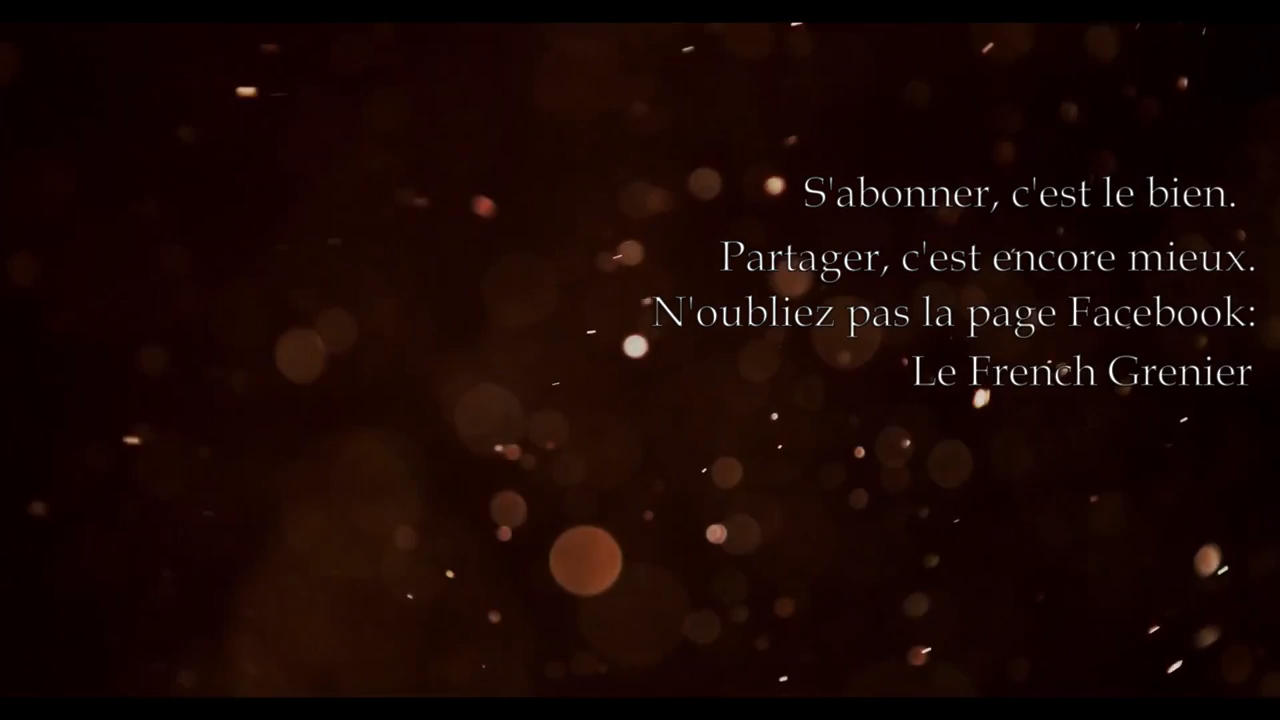 S'abonner, c'est le bien.
Partager, c'est encore mieux.
N'oubliez pas la page Facebook:
Le French Grenier